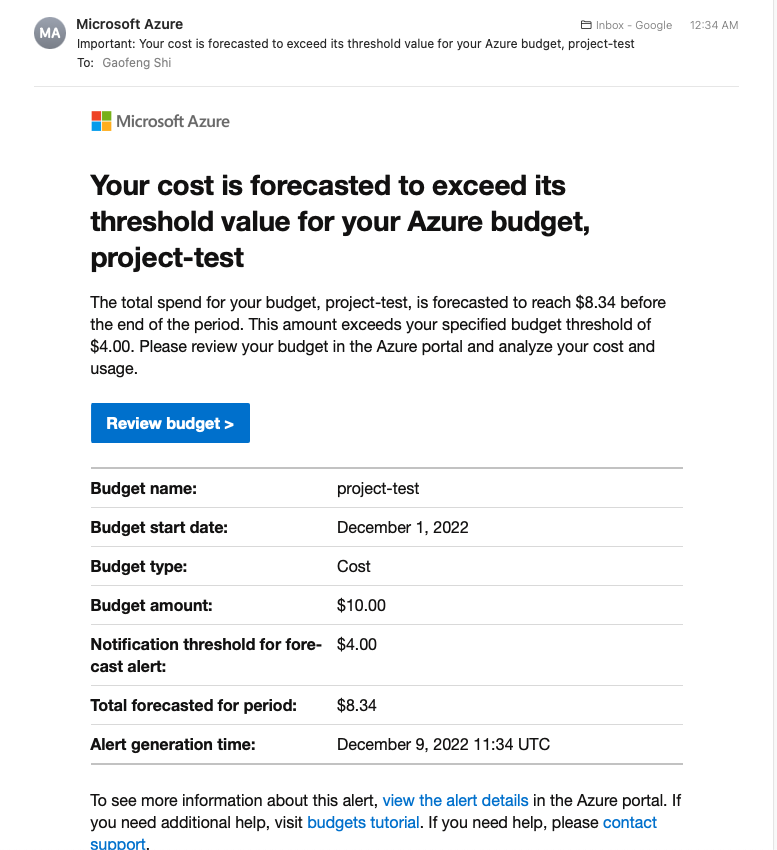 MA
Microsoft Azure
Inbox - Google 12:34 AM
Important: Your cost is forecasted to exceed its threshold value for your Azure budget, project-test
To: Gaofeng Shi
Microsoft Azure
Your cost is forecasted to exceed its
threshold value for your Azure budget,
project-test
The total spend for your budget, project-test, is forecasted to reach $8.34 before
the end of the period. This amount exceeds your specified budget threshold of
$4.00. Please review your budget in the Azure portal and analyze your cost and
usage.
Review budget >
Budget name: project-test
Budget start date: December 1, 2022
Budget type: Cost
Budget amount: $10.00
Notification threshold for fore- $4.00
cast alert:
Total forecasted for period: $8.34
Alert generation time: December 9, 2022 11:34 UTC
To see more information about this alert, view the alert details in the Azure portal. If
you need additional help, visit budgets tutorial. If you need help, please contact
support.